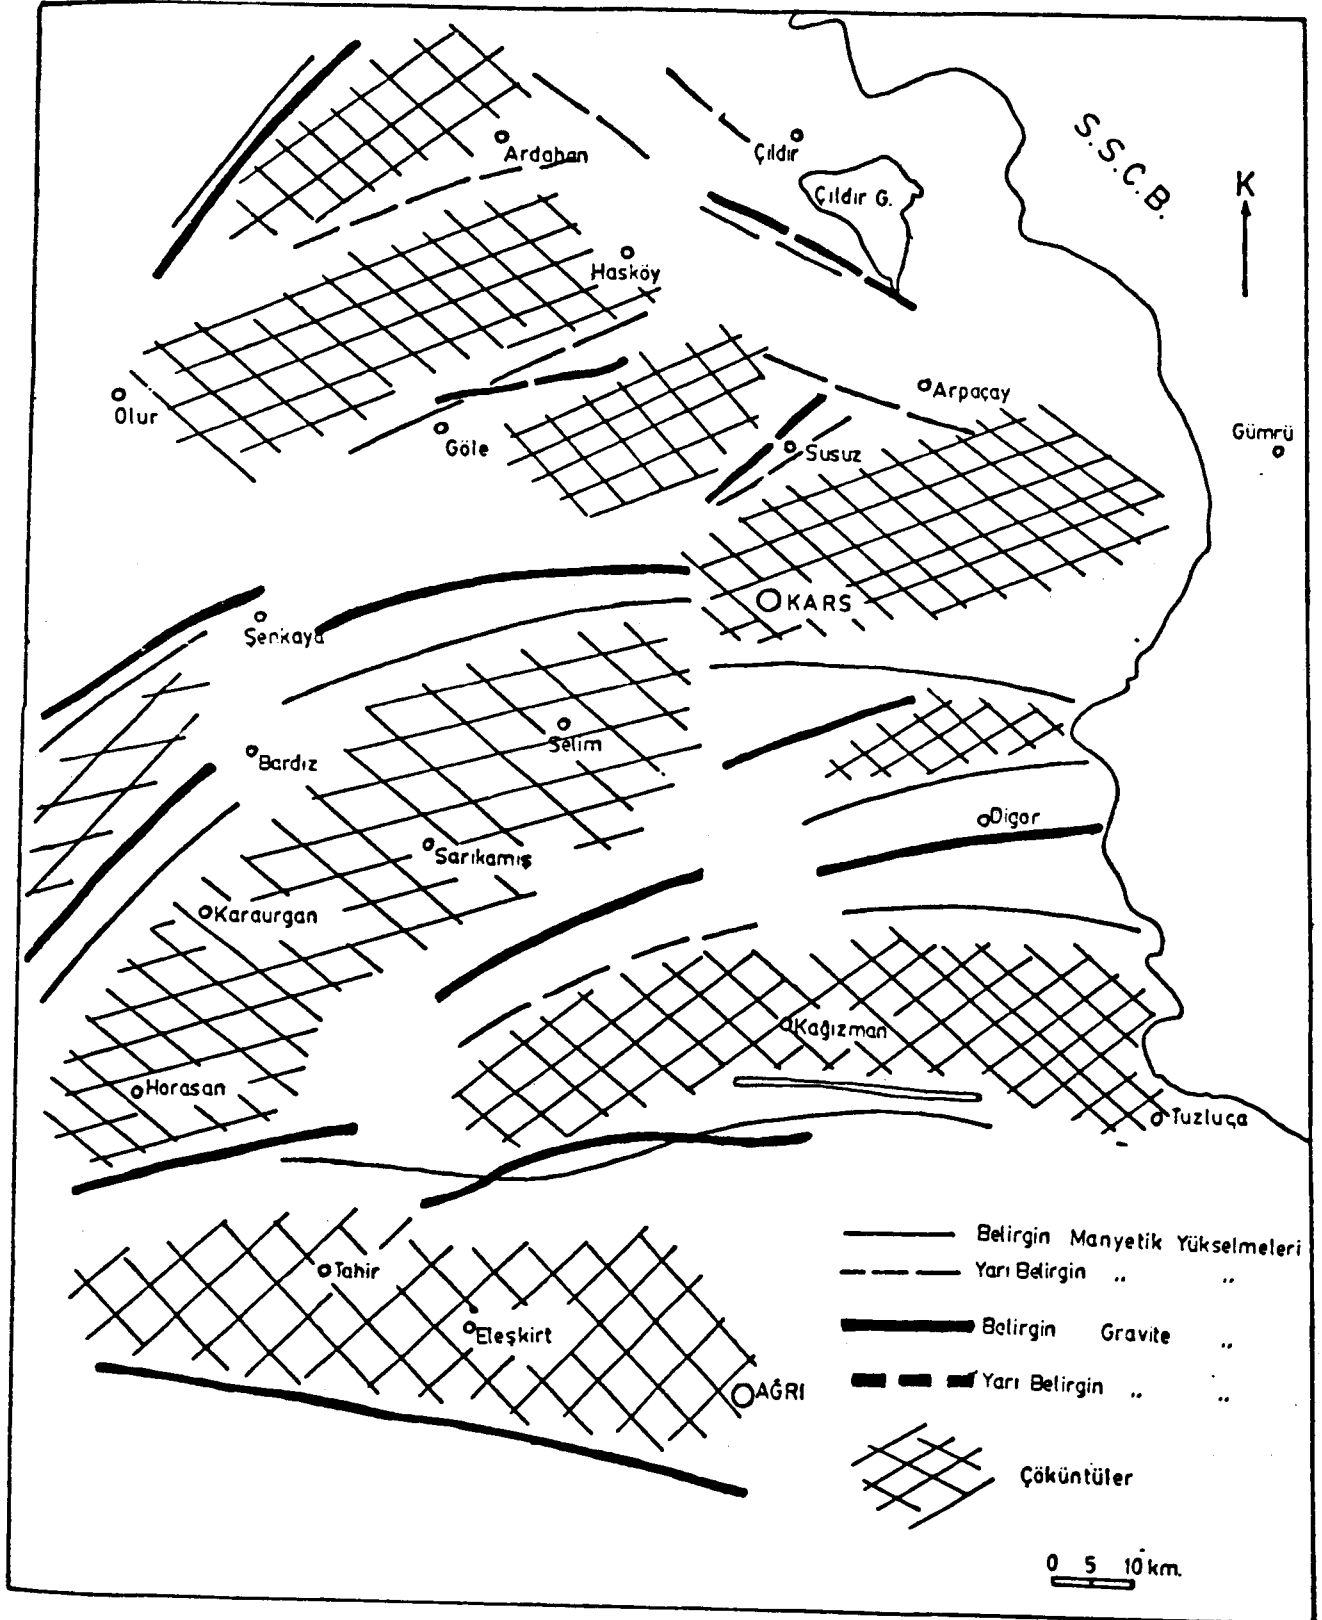 S.S.C.B.
K
Ardahan
Çıldır
Çıldır G.
Hasköy
Olur
Göle
Arpaçay
Susuz
Gümrü
KARS
Şenkaya
Selim
Bardız
Digor
Sarıkamış
Karaurgan
Kağızman
Horasan
Tuzluca
Tahir
Eleşkirt
AĞRI
Belirgin Manyetik Yükselmeleri
Yarı Belirgin " "
Belirgin Gravite "
Yarı Belirgin " "
Çöküntüler
0 5 10 km.